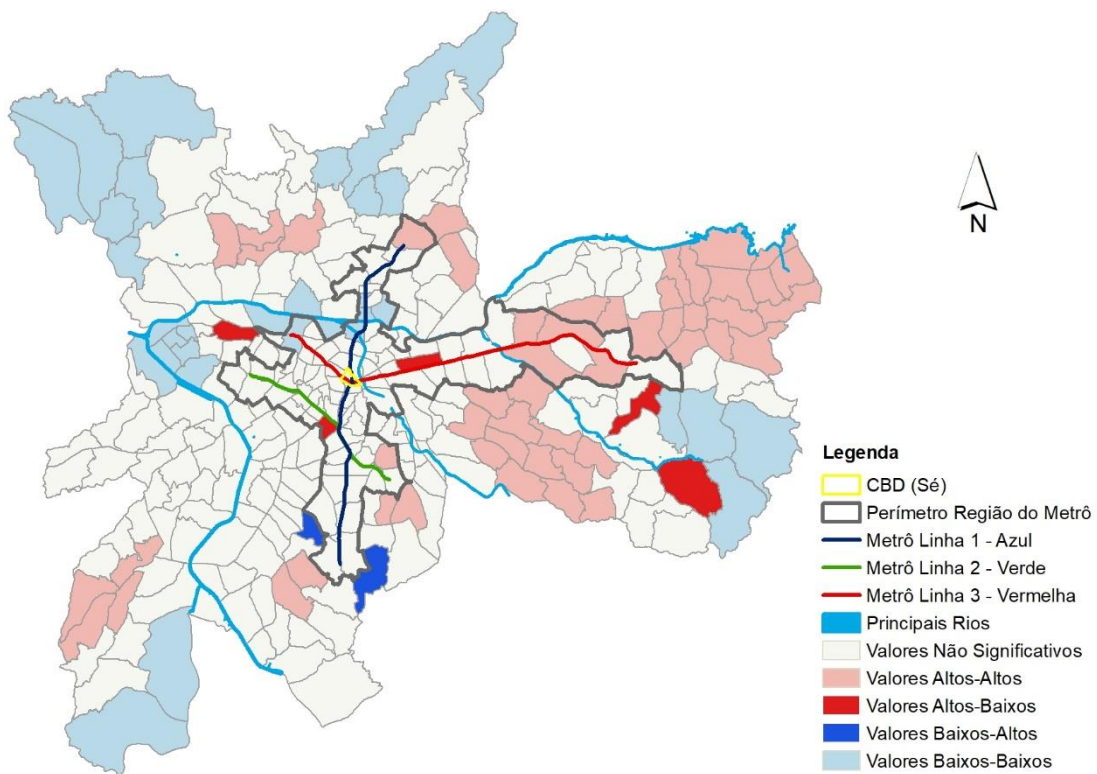 N
Legenda
CBD (Sé)
Perímetro Região do Metrô
Metrô Linha 1 - Azul
Metrô Linha 2 - Verde
Metrô Linha 3 - Vermelha
Principais Rios
Valores Não Significativos
Valores Altos-Altos
Valores Altos-Baixos
Valores Baixos-Altos
Valores Baixos-Baixos